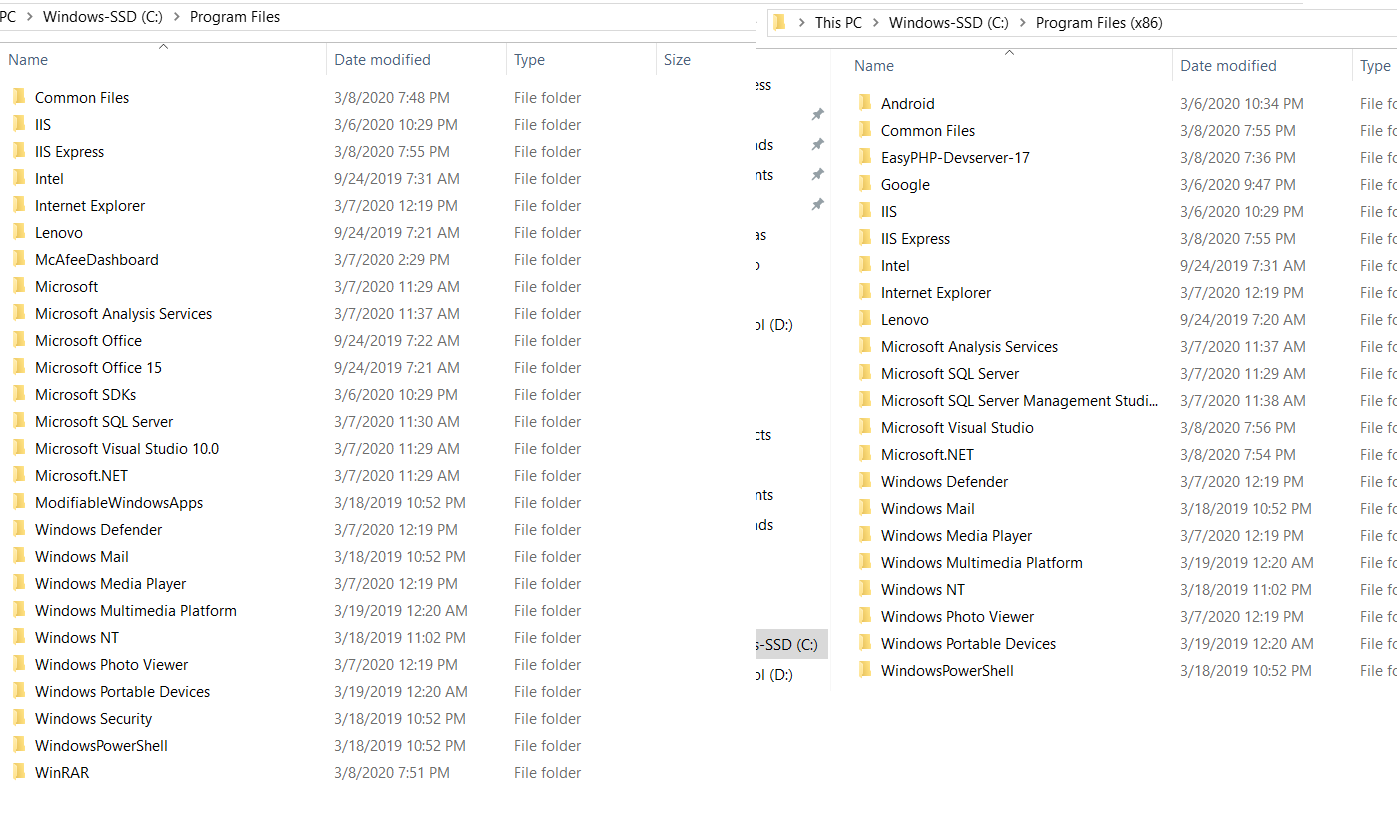 PC > Windows-SSD (C:) > Program Files
Name Date modified Type Size
Common Files 3/8/2020 7:48 PM File folder
IIS 3/6/2020 10:29 PM File folder
IIS Express 3/8/2020 7:55 PM File folder
Intel 9/24/2019 7:31 AM File folder
Internet Explorer 3/7/2020 12:19 PM File folder
Lenovo 9/24/2019 7:21 AM File folder
McAfeeDashboard 3/7/2020 2:29 PM File folder
Microsoft 3/7/2020 11:29 AM File folder
Microsoft Analysis Services 3/7/2020 11:37 AM File folder
Microsoft Office 9/24/2019 7:22 AM File folder
Microsoft Office 15 9/24/2019 7:21 AM File folder
Microsoft SDKs 3/6/2020 10:29 PM File folder
Microsoft SQL Server 3/7/2020 11:30 AM File folder
Microsoft Visual Studio 10.0 3/7/2020 11:29 AM File folder
Microsoft.NET 3/7/2020 11:29 AM File folder
ModifiableWindowsApps 3/18/2019 10:52 PM File folder
Windows Defender 3/7/2020 12:19 PM File folder
Windows Mail 3/18/2019 10:52 PM File folder
Windows Media Player 3/7/2020 12:19 PM File folder
Windows Multimedia Platform 3/19/2019 12:20 AM File folder
Windows NT 3/18/2019 11:02 PM File folder
Windows Photo Viewer 3/7/2020 12:19 PM File folder
Windows Portable Devices 3/19/2019 12:20 AM File folder
Windows Security 3/18/2019 10:52 PM File folder
WindowsPowerShell 3/18/2019 10:52 PM File folder
WinRAR 3/8/2020 7:51 PM File folder
ess
ds
nts
as
ol (D:)
cts
nts
ds
s-SSD (C:)
ol (D:)
> This PC > Windows-SSD (C:) > Program Files (x86)
Name Date modified Type
Android 3/6/2020 10:34 PM File fo
Common Files 3/8/2020 7:55 PM File fo
EasyPHP-Devserver-17 3/8/2020 7:36 PM File fo
Google 3/6/2020 9:47 PM File fo
IIS 3/6/2020 10:29 PM File fo
IIS Express 3/8/2020 7:55 PM File fo
Intel 9/24/2019 7:31 AM File fo
Internet Explorer 3/7/2020 12:19 PM File fo
Lenovo 9/24/2019 7:20 AM File fo
Microsoft Analysis Services 3/7/2020 11:37 AM File fo
Microsoft SQL Server 3/7/2020 11:29 AM File fo
Microsoft SQL Server Management Studi... 3/7/2020 11:38 AM File fo
Microsoft Visual Studio 3/8/2020 7:56 PM File fo
Microsoft.NET 3/8/2020 7:54 PM File fo
Windows Defender 3/7/2020 12:19 PM File fo
Windows Mail 3/18/2019 10:52 PM File fo
Windows Media Player 3/7/2020 12:19 PM File fo
Windows Multimedia Platform 3/19/2019 12:20 AM File fo
Windows NT 3/18/2019 11:02 PM File fo
Windows Photo Viewer 3/7/2020 12:19 PM File fo
Windows Portable Devices 3/19/2019 12:20 AM File fo
WindowsPowerShell 3/18/2019 10:52 PM File fo